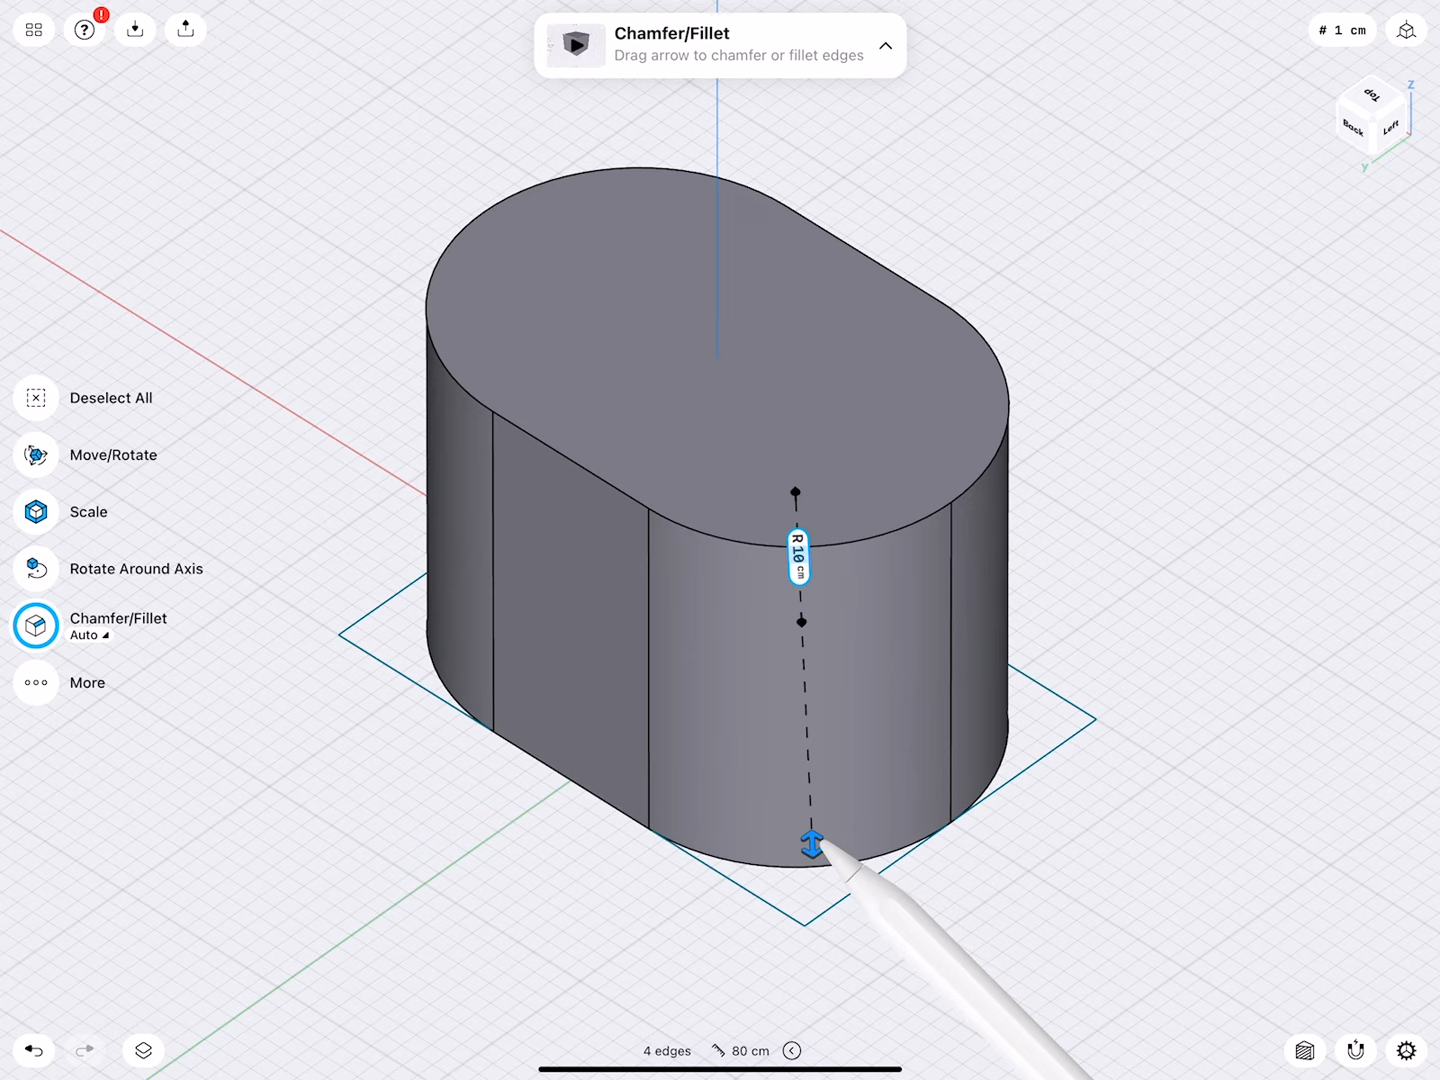 !
?
Chamfer/Fillet
Drag arrow to chamfer or fillet edges
# 1 cm
Z
Top
Back
Left
Y
Deselect All
Move/Rotate
Scale
Rotate Around Axis
Chamfer/Fillet
Auto
More
R 10 cm
4 edges
80 cm